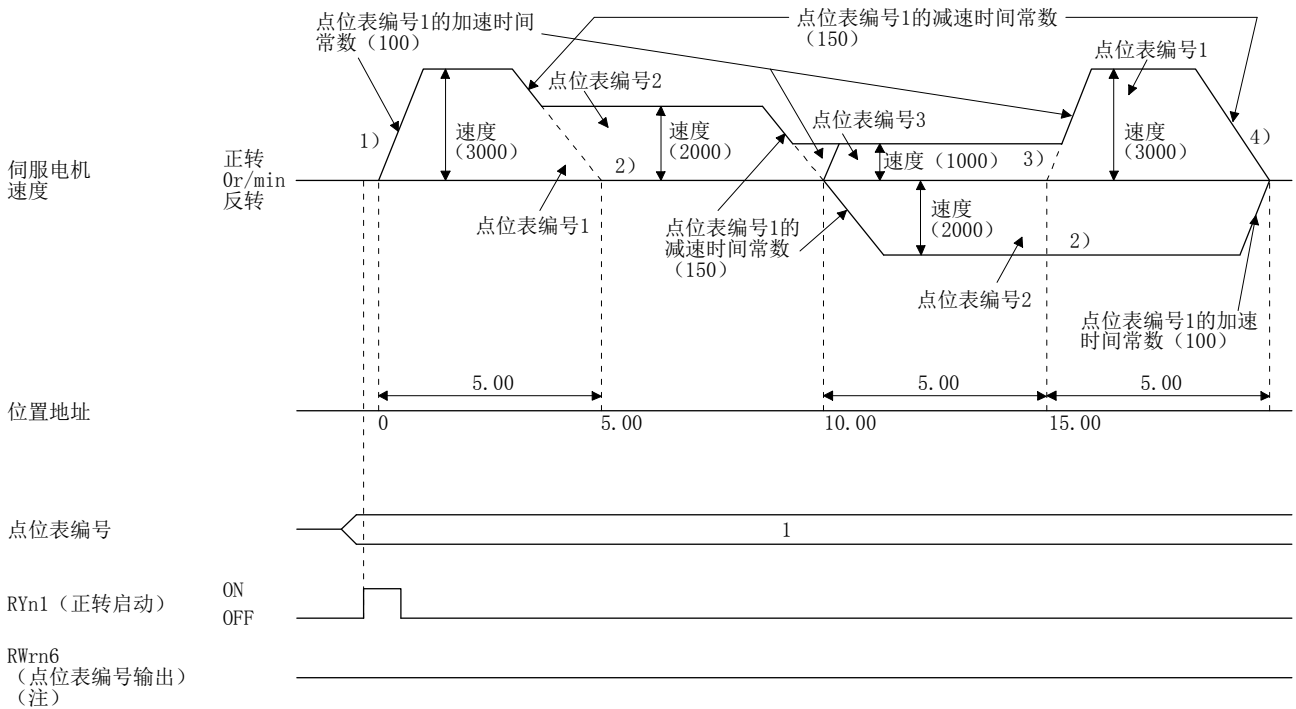 点位表编号1的加速时间
常数（100）
点位表编号1的减速时间常数
（150）
点位表编号1
点位表编号2
点位表编号3
1）
速度
（3000）
速度
（2000）
速度（1000）
3）
速度
（3000）
4）
2）
伺服电机
速度
正转
0r/min
反转
点位表编号1
点位表编号1的
减速时间常数
（150）
速度
（2000）
2）
点位表编号2
点位表编号1的加速
时间常数（100）
5.00
5.00
5.00
位置地址
0
5.00
10.00
15.00
点位表编号
1
RYn1（正转启动）
ON
OFF
RWrn6
（点位表编号输出）
（注）